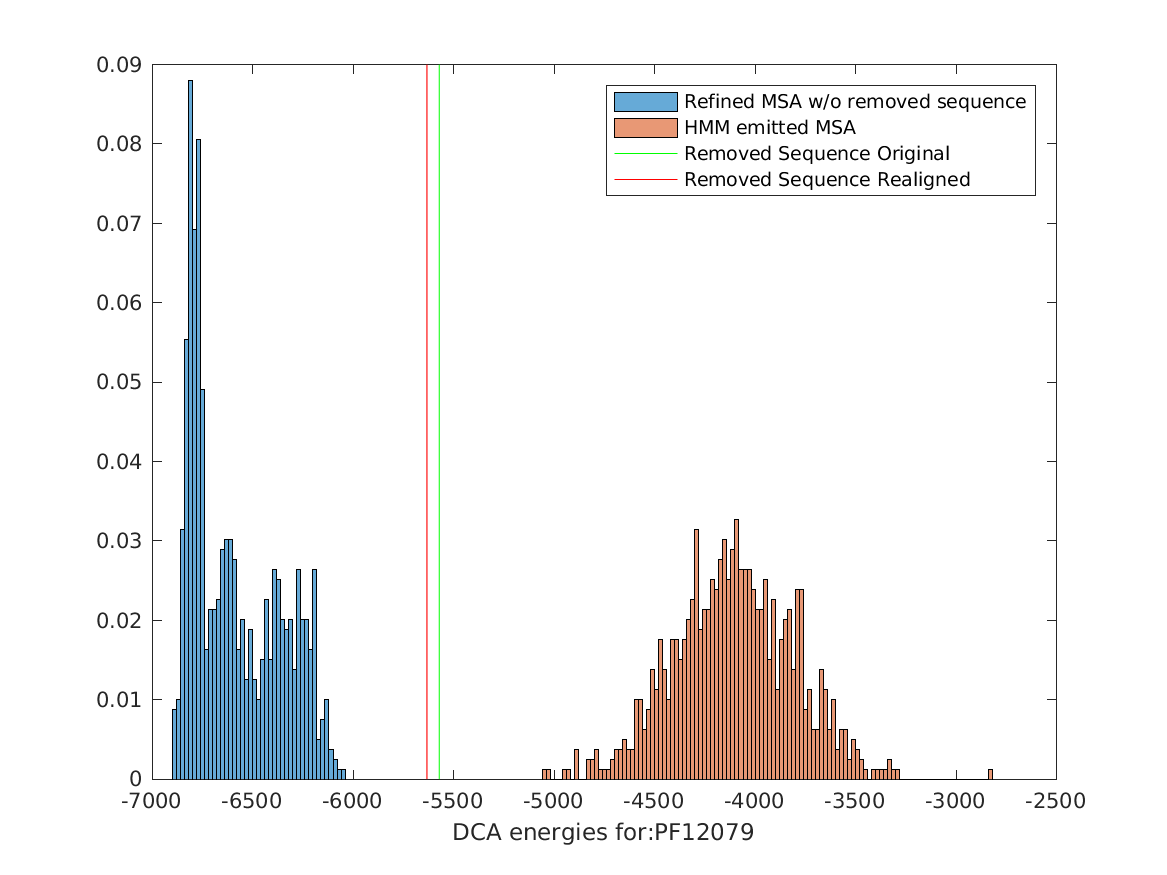 0.09
0.08
0.07
0.06
0.05
0.04
0.03
0.02
0.01
0
Refined MSA w/o removed sequence
HMM emitted MSA
Removed Sequence Original
Removed Sequence Realigned
-7000 -6500 -6000 -5500 -5000 -4500 -4000 -3500 -3000 -2500
DCA energies for:PF12079